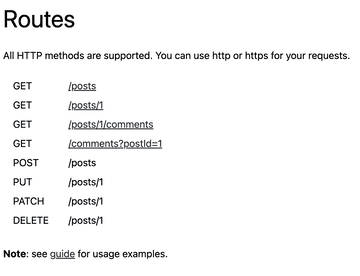 Routes
All HTTP methods are supported. You can use http or https for your requests.
GET /posts
GET /posts/1
GET /posts/1/comments
GET /comments?postId=1
POST /posts
PUT /posts/1
PATCH /posts/1
DELETE /posts/1
Note: see guide for usage examples.